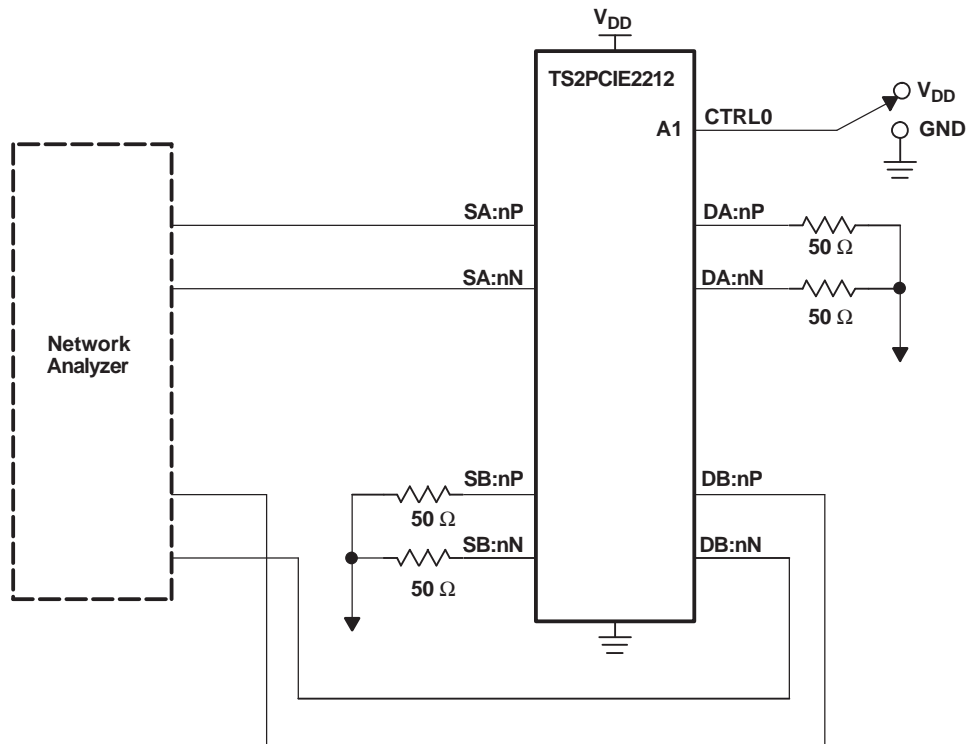 VDD
TS2PCIE2212
A1
CTRL0
VDD
GND
SA:nP
DA:nP
50 Ω
SA:nN
DA:nN
50 Ω
Network
Analyzer
SB:nP
DB:nP
50 Ω
SB:nN
DB:nN
50 Ω